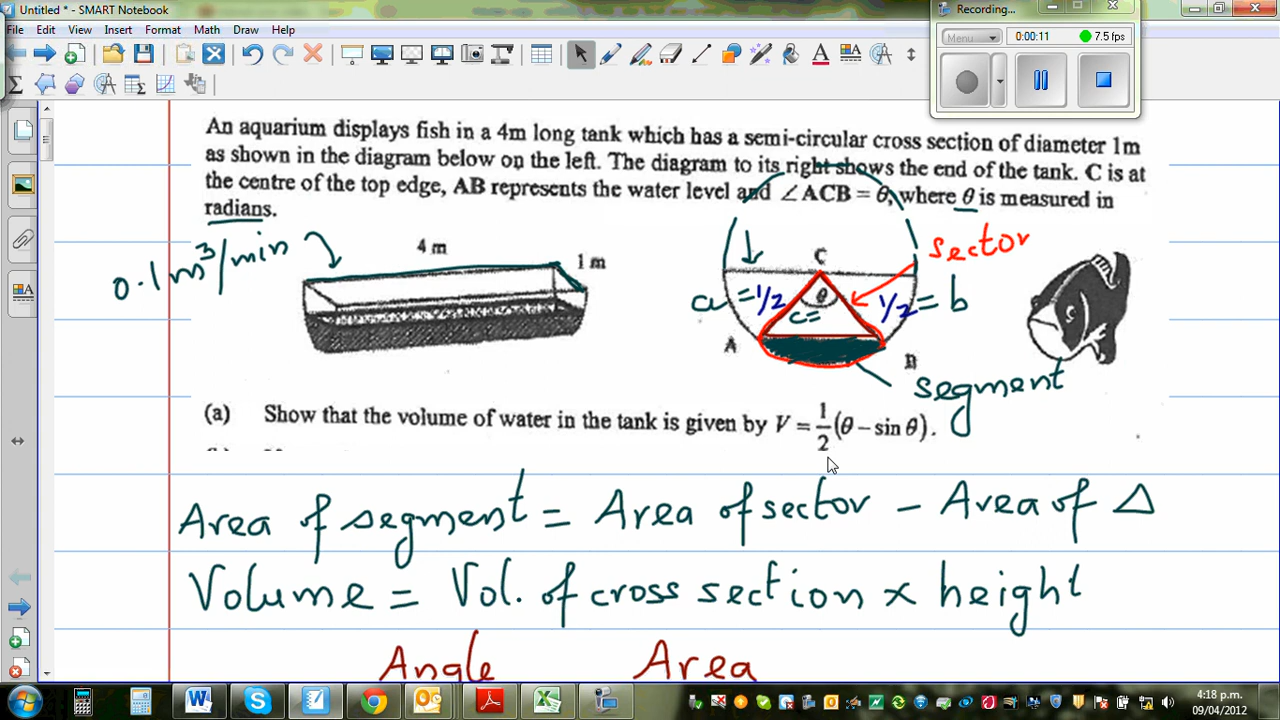 Untitled * - SMART Notebook
Recording...
File Edit View Insert Format Math Draw Help
Menu 0:00:11 7.5 fps
An aquarium displays fish in a 4m long tank which has a semi-circular cross section of diameter 1m
as shown in the diagram below on the left. The diagram to its right shows the end of the tank. C is at
the centre of the top edge, AB represents the water level and ∠ACB = θ, where θ is measured in
radians.
0.1 m³/min
4 m
1 m
C
sector
a = 1/2
θ
1/2 = b
c =
A
B
segment
(a) Show that the volume of water in the tank is given by V = 1/2 (θ – sin θ).
Area of segment = Area of sector – Area of Δ
Volume = Vol. of cross section x height
Angle Area
4:18 p.m.
09/04/2012